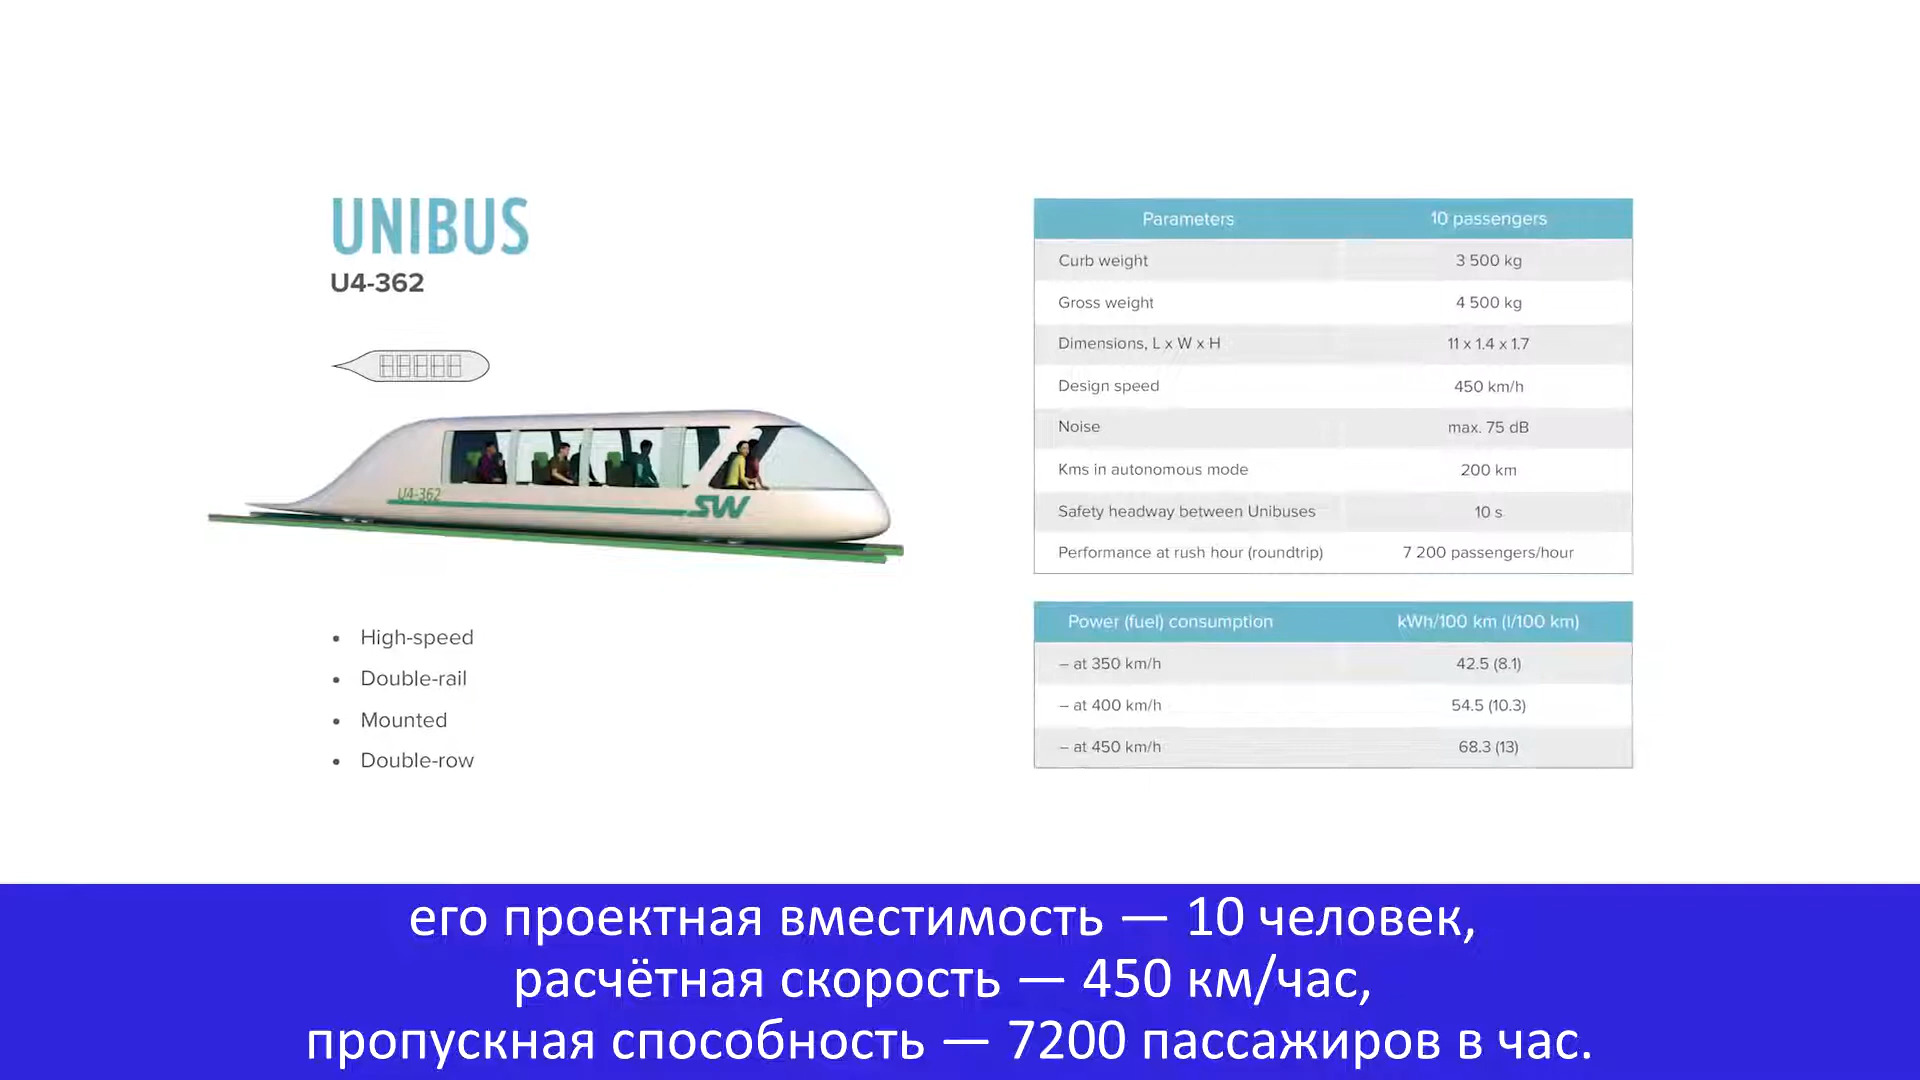 UNIBUS
U4-362
U4-362
SW
• High-speed
• Double-rail
• Mounted
• Double-row
Parameters 10 passengers
Curb weight 3 500 kg
Gross weight 4 500 kg
Dimensions, L x W x H 11 x 1.4 x 1.7
Design speed 450 km/h
Noise max. 75 dB
Kms in autonomous mode 200 km
Safety headway between Unibuses 10 s
Performance at rush hour (roundtrip) 7 200 passengers/hour
Power (fuel) consumption kWh/100 km (l/100 km)
– at 350 km/h 42.5 (8.1)
– at 400 km/h 54.5 (10.3)
– at 450 km/h 68.3 (13)
его проектная вместимость — 10 человек,
расчётная скорость — 450 км/час,
пропускная способность — 7200 пассажиров в час.